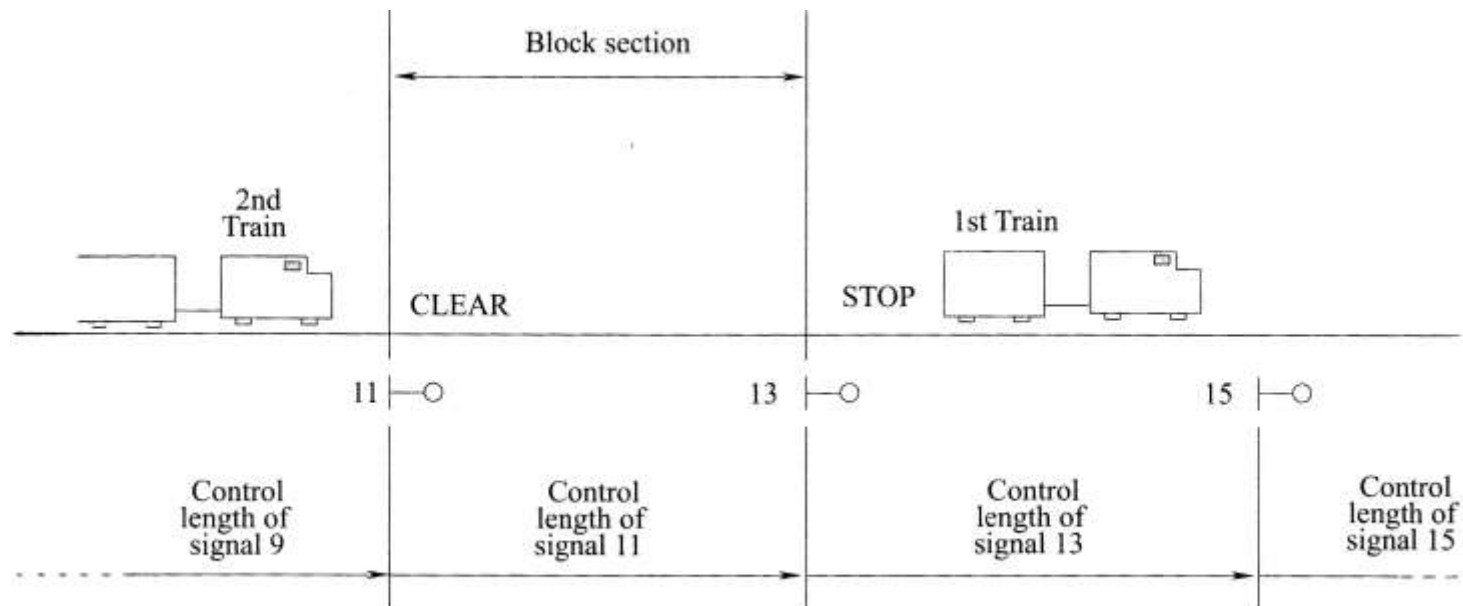 Block section
2nd
Train
1st Train
CLEAR
STOP
11
13
15
Control
length of
signal 9
Control
length of
signal 11
Control
length of
signal 13
Control
length of
signal 15